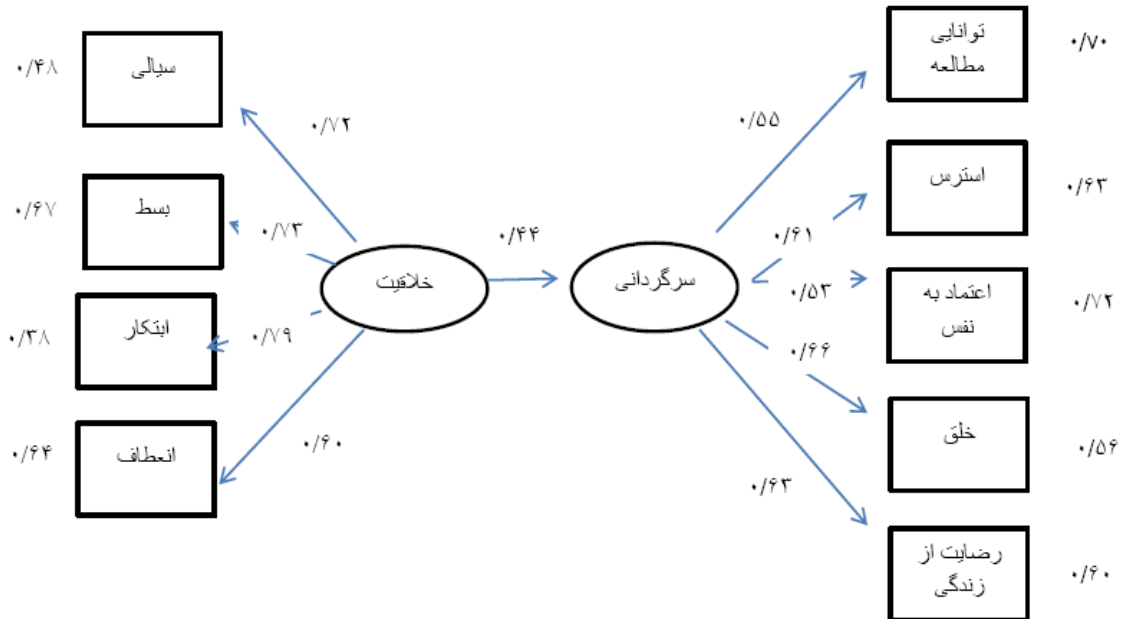 توانایی
مطالعه
۰/۷۰
سیالی
۰/۴۸
۰/۷۲
۰/۵۵
استرس
۰/۶۳
بسط
۰/۶۷
۰/۷۳
۰/۴۴
۰/۶۱
خلاقیت
سرگردانی
اعتماد به
نفس
۰/۷۲
۰/۵۳
ابتکار
۰/۳۸
۰/۷۹
۰/۶۶
خلق
۰/۵۶
انعطاف
۰/۶۴
۰/۶۰
۰/۶۳
رضایت از
زندگی
۰/۶۰